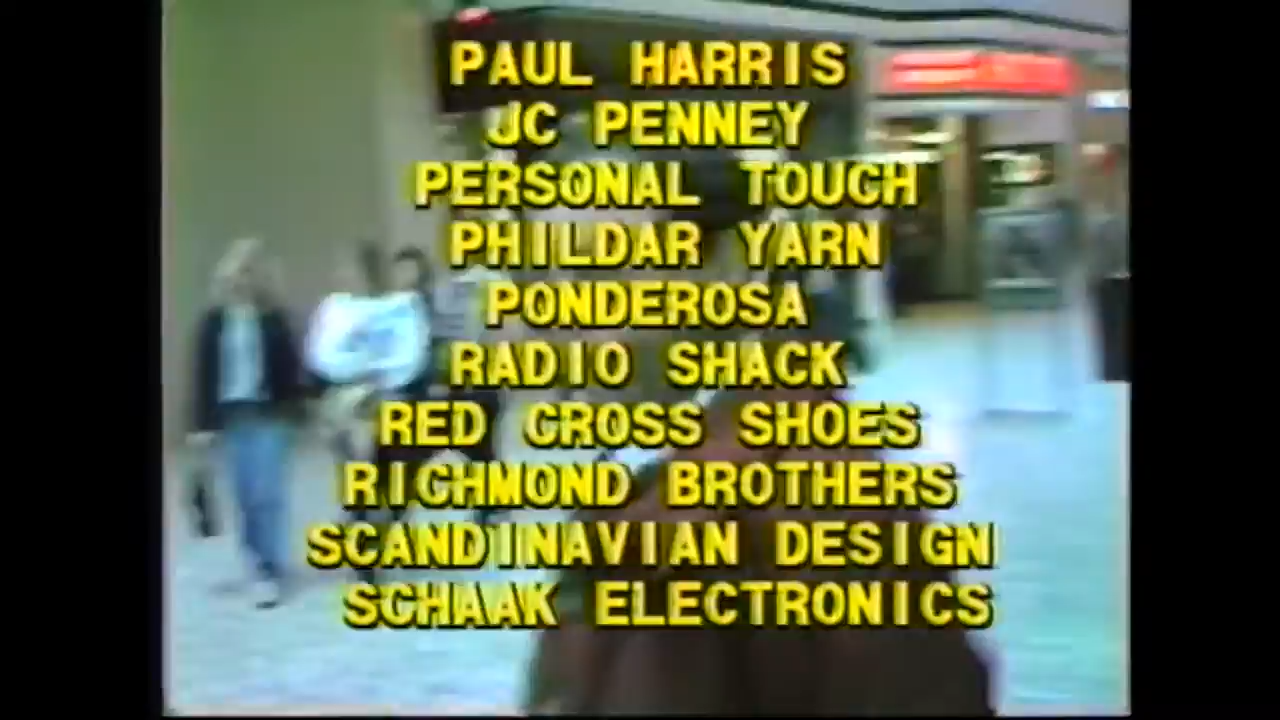 PAUL HARRIS
JC PENNEY
PERSONAL TOUCH
PHILDAR YARN
PONDEROSA
RADIO SHACK
RED CROSS SHOES
RICHMOND BROTHERS
SCANDINAVIAN DESIGN
SCHAAK ELECTRONICS